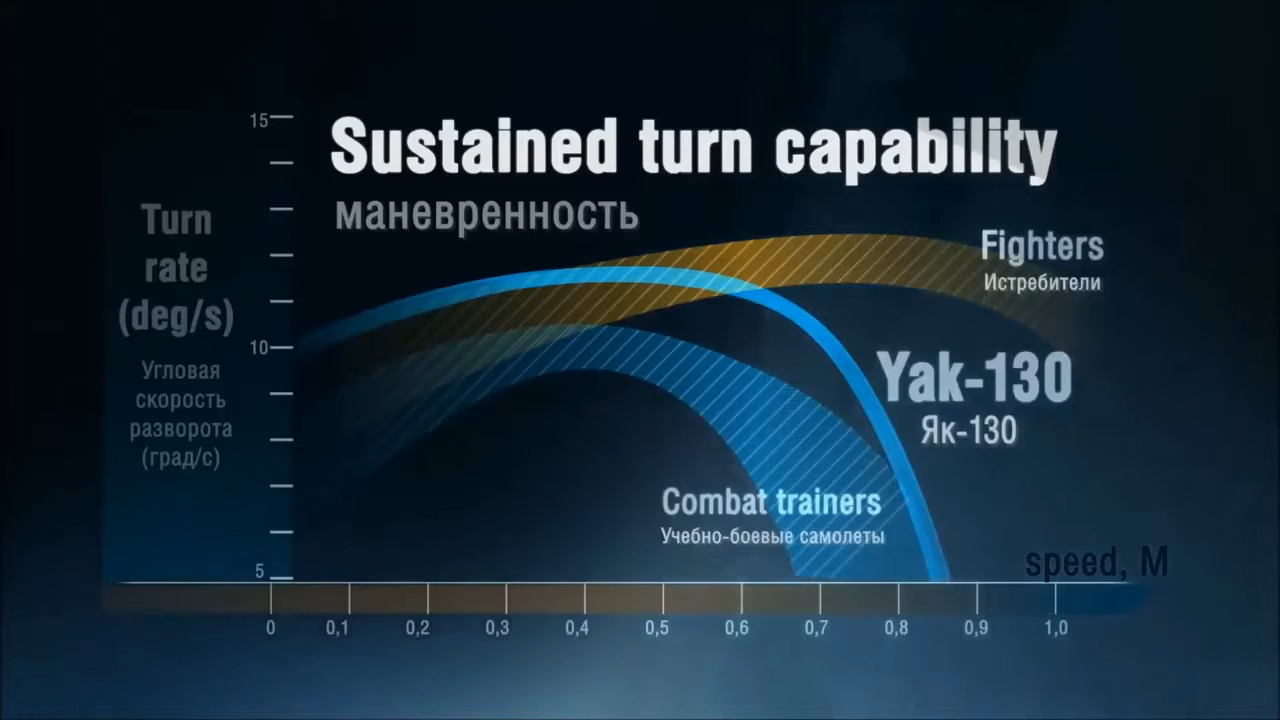 Sustained turn capability
маневренность
Turn
rate
(deg/s)
Угловая
скорость
разворота
(град/с)
15
10
5
Fighters
Истребители
Yak-130
Як-130
Combat trainers
Учебно-боевые самолеты
speed, M
0 0,1 0,2 0,3 0,4 0,5 0,6 0,7 0,8 0,9 1,0